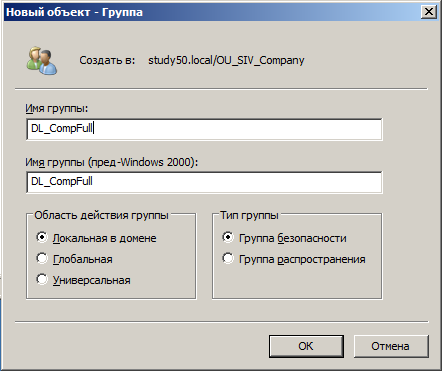 Новый объект - Группа
Создать в: study50.local/OU_SIV_Company
Имя группы:
DL_CompFull
Имя группы (пред-Windows 2000):
DL_CompFull
Область действия группы
Локальная в домене
Глобальная
Универсальная
Тип группы
Группа безопасности
Группа распространения
ОК
Отмена